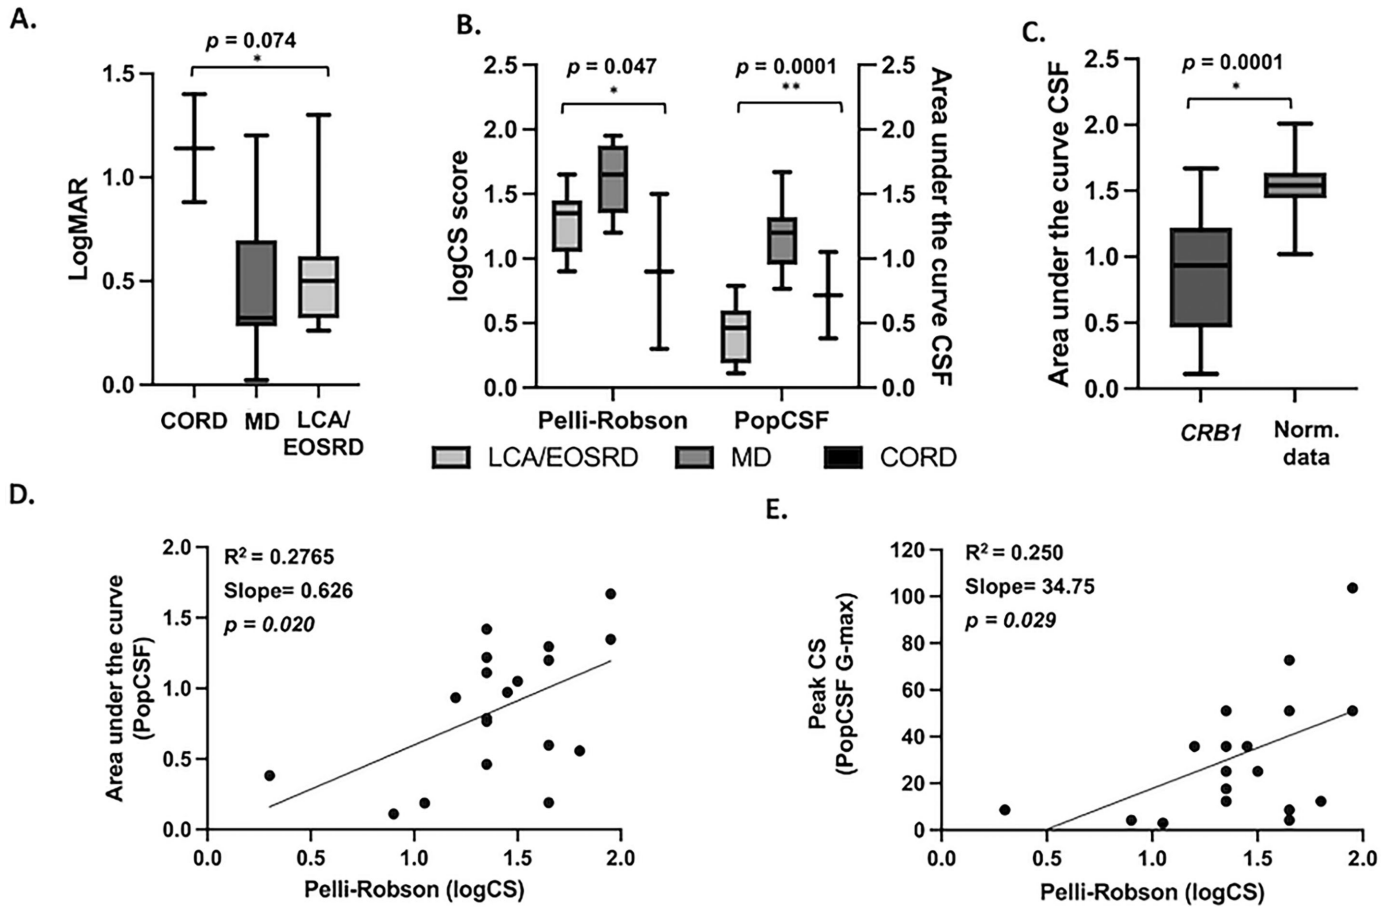 A.
p = 0.074
*
1.5
1.0
0.5
0.0
LogMAR
CORD
MD
LCA/
EOSRD
B.
p = 0.047
*
p = 0.0001
**
2.5
2.0
1.5
1.0
0.5
0.0
logCS score
2.5
2.0
1.5
1.0
0.5
0.0
Area under the curve CSF
Pelli-Robson
PopCSF
LCA/EOSRD
MD
CORD
C.
p = 0.0001
*
2.5
2.0
1.5
1.0
0.5
0.0
Area under the curve CSF
CRB1
Norm.
data
D.
R² = 0.2765
Slope= 0.626
p = 0.020
2.0
1.5
1.0
0.5
0.0
Area under the curve
(PopCSF)
0.0 0.5 1.0 1.5 2.0
Pelli-Robson (logCS)
E.
R² = 0.250
Slope= 34.75
p = 0.029
120
100
80
60
40
20
0
Peak CS
(PopCSF G-max)
0.0 0.5 1.0 1.5 2.0
Pelli-Robson (logCS)